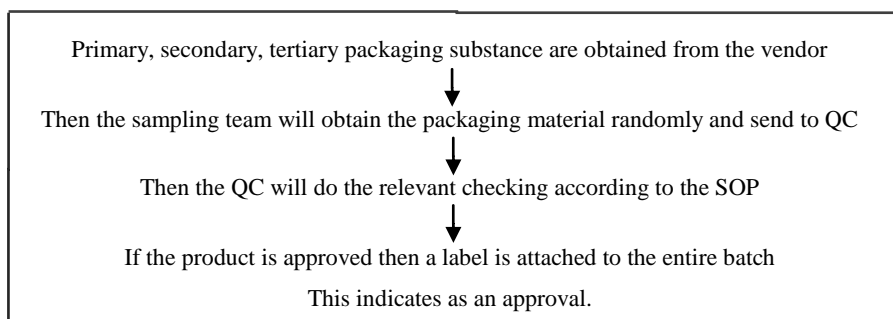 Primary, secondary, tertiary packaging substance are obtained from the vendor
Then the sampling team will obtain the packaging material randomly and send to QC
Then the QC will do the relevant checking according to the SOP
If the product is approved then a label is attached to the entire batch
This indicates as an approval.